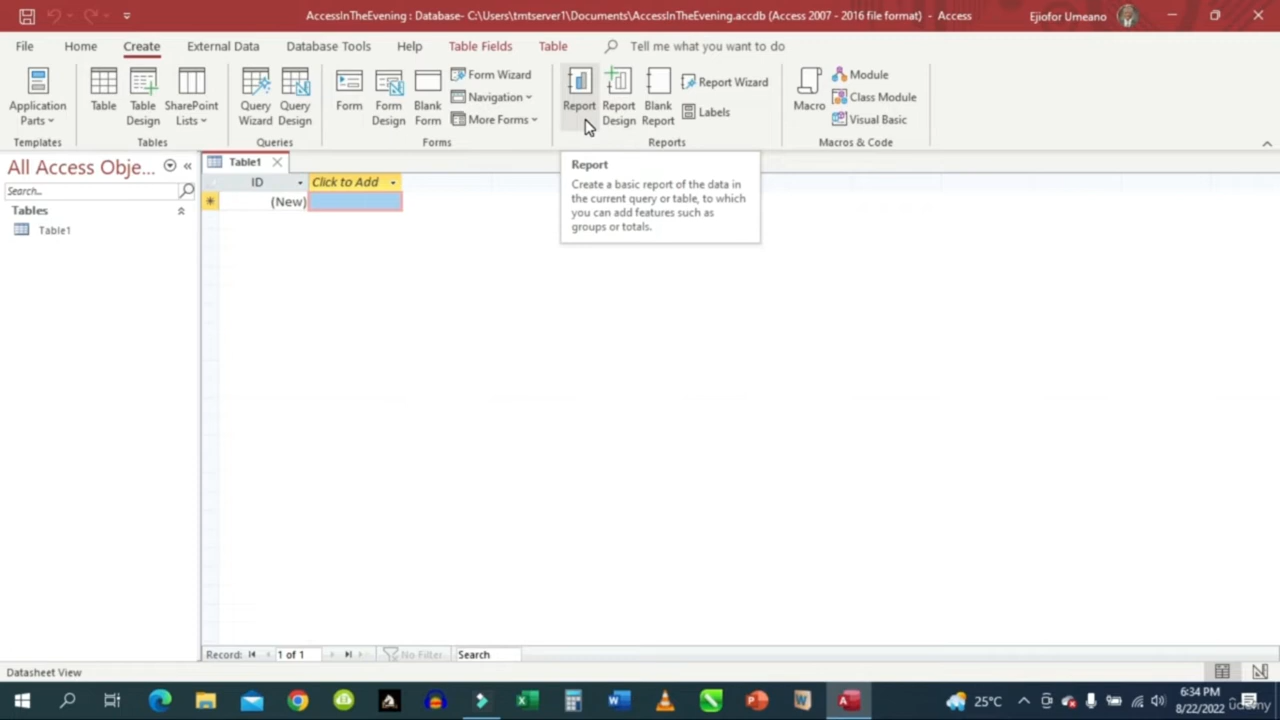 AccessInTheEvening : Database- C:\Users\tmtserver1\Documents\AccessInTheEvening.accdb (Access 2007 - 2016 file format)  -  Access
Ejiofor Umeano
File Home Create External Data Database Tools Help Table Fields Table Tell me what you want to do
Application Parts
Templates
Table
Table Design
SharePoint Lists
Tables
Query Wizard
Query Design
Queries
Form
Form Design
Blank Form
Form Wizard
Navigation
More Forms
Forms
Report
Report Design
Blank Report
Report Wizard
Labels
Reports
Macro
Module
Class Module
Visual Basic
Macros & Code
All Access Obje...
Search...
Tables
Table1
Table1
ID Click to Add
(New)
Report
Create a basic report of the data in
the current query or table, to which
you can add features such as
groups or totals.
Record: 1 of 1 No Filter Search
Datasheet View
25°C
6:34 PM
8/22/2022
udemy